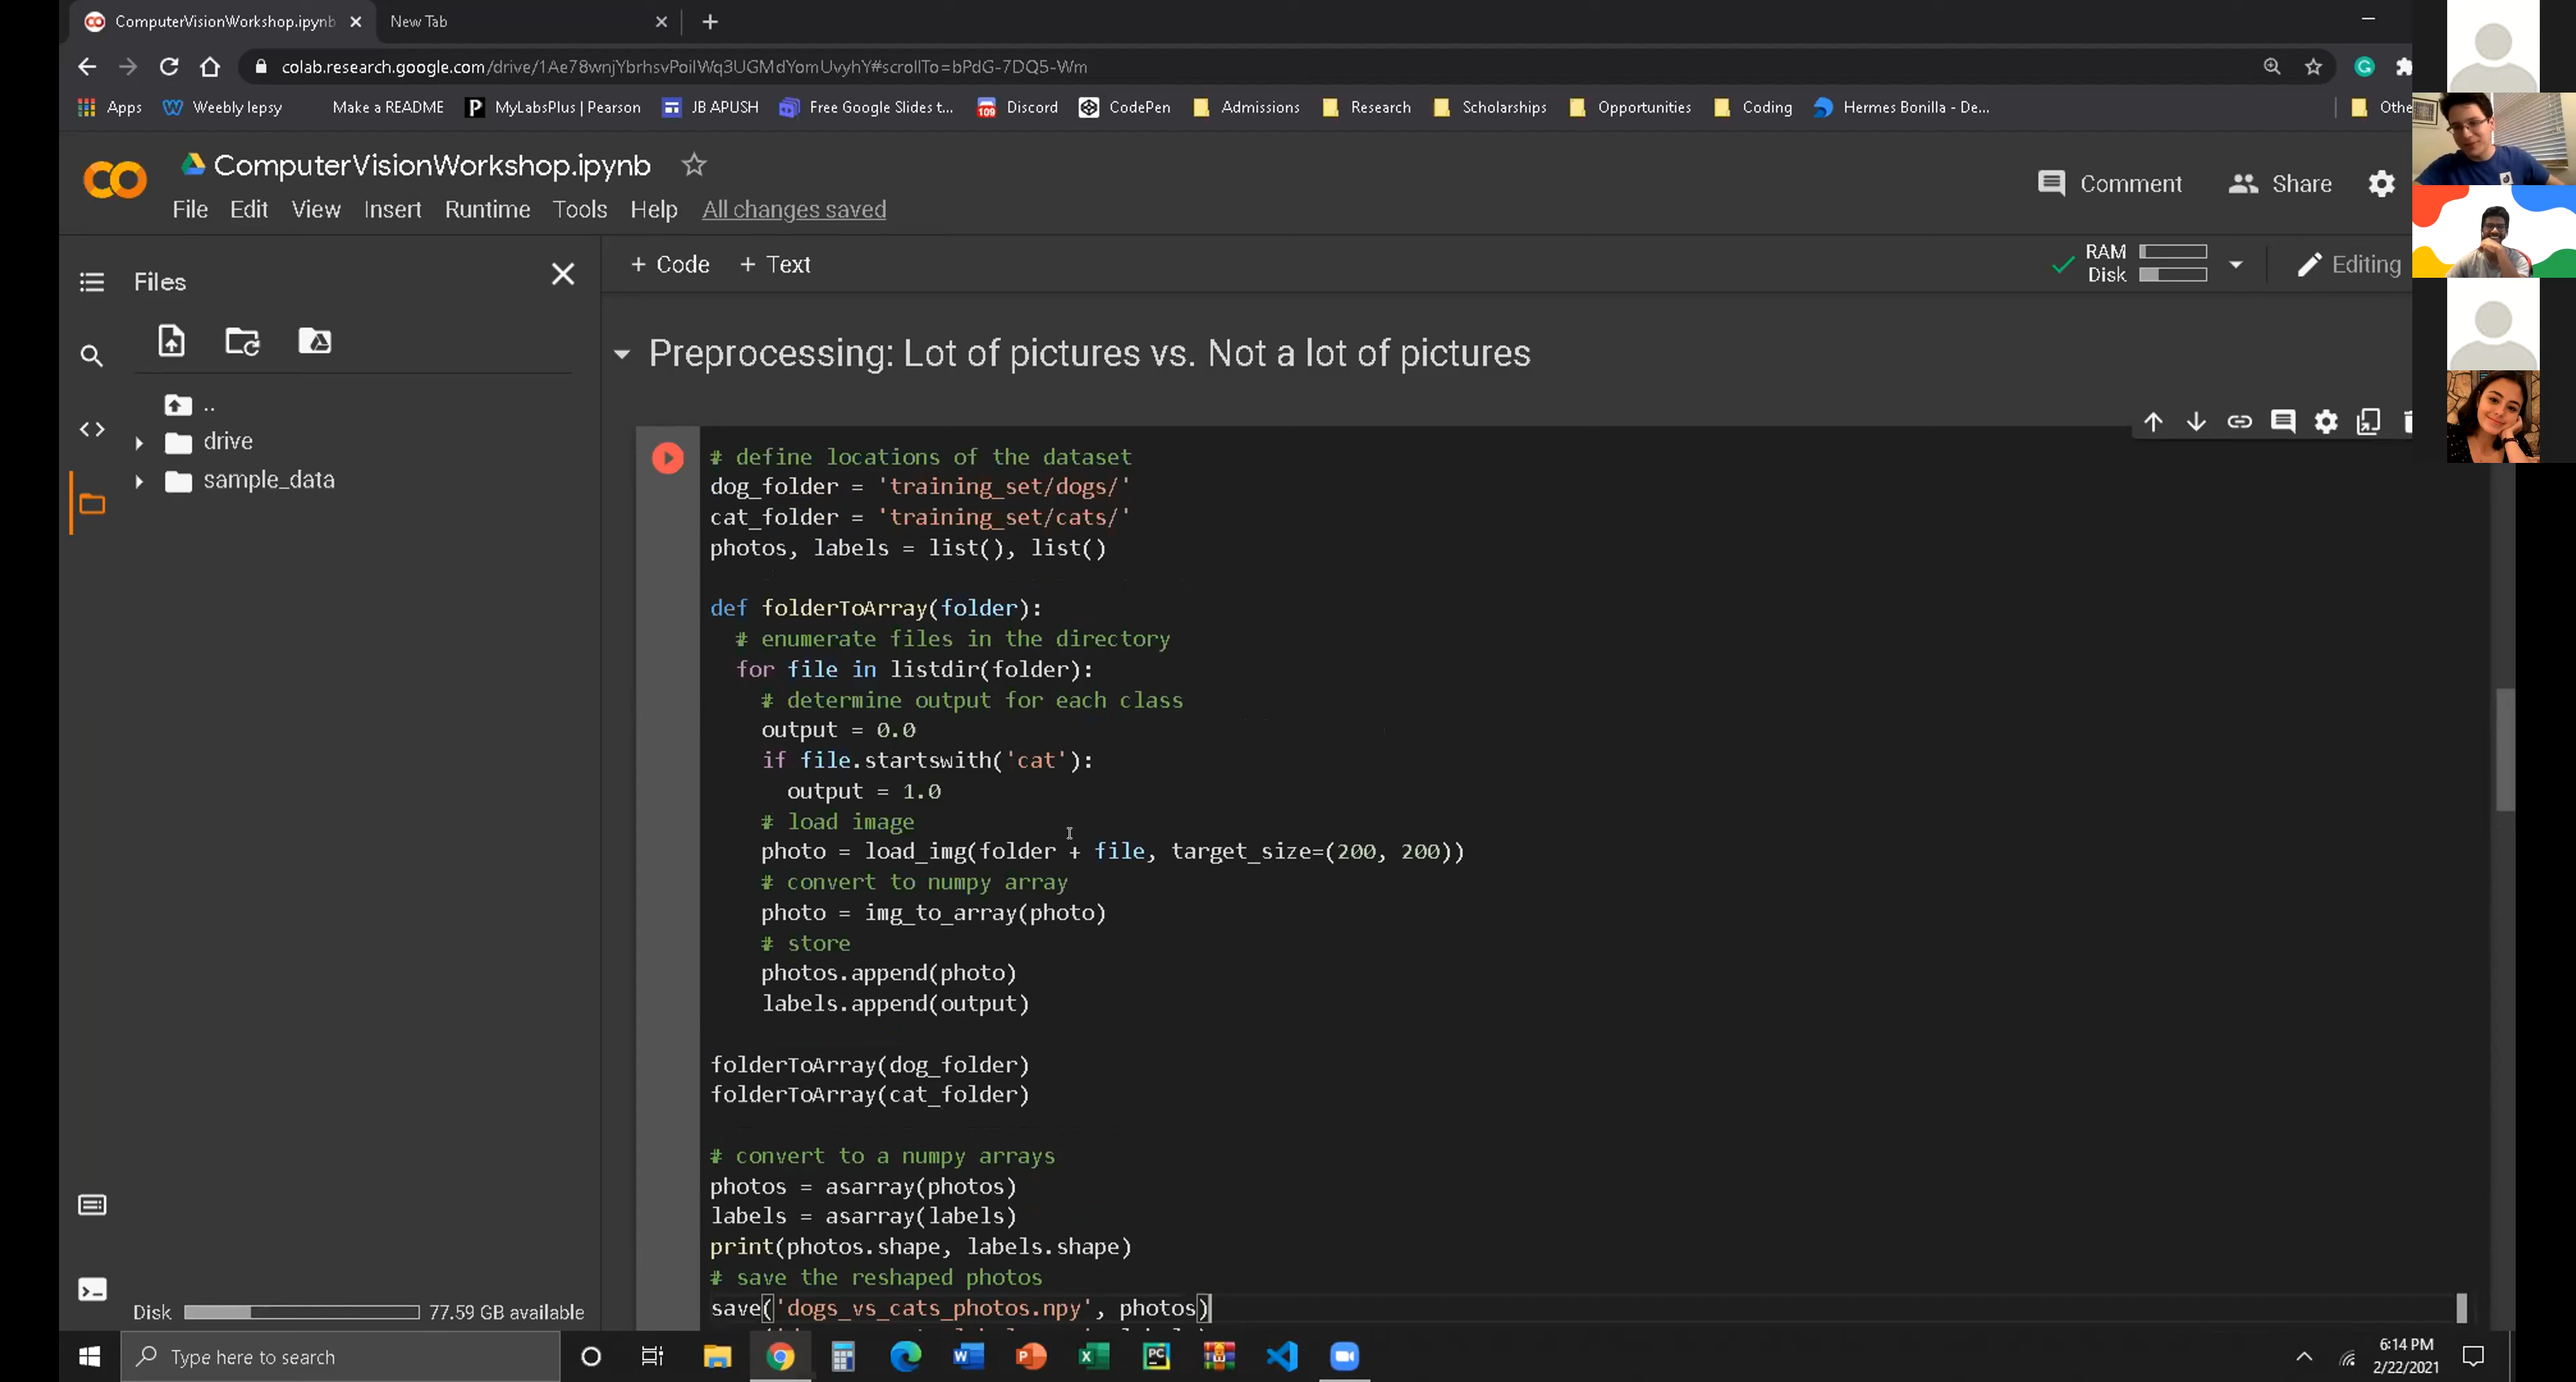 ComputerVisionWorkshop.ipynb
New Tab
colab.research.google.com/drive/1Ae78wnjYbrhsvPoilWq3UGMdYomUvyhY#scrollTo=bPdG-7DQ5-Wm
Apps
Weebly lepsy
Make a README
MyLabsPlus | Pearson
JB APUSH
Free Google Slides t...
109
Discord
CodePen
Admissions
Research
Scholarships
Opportunities
Coding
Hermes Bonilla - De...
Othe
ComputerVisionWorkshop.ipynb
Comment
Share
File Edit View Insert Runtime Tools Help All changes saved
+ Code + Text
RAM
Disk
Editing
Files
..
drive
sample_data
Disk
77.59 GB available
Preprocessing: Lot of pictures vs. Not a lot of pictures
# define locations of the dataset
dog_folder = 'training_set/dogs/'
cat_folder = 'training_set/cats/'
photos, labels = list(), list()
def folderToArray(folder):
# enumerate files in the directory
for file in listdir(folder):
# determine output for each class
output = 0.0
if file.startswith('cat'):
output = 1.0
# load image
photo = load_img(folder + file, target_size=(200, 200))
# convert to numpy array
photo = img_to_array(photo)
# store
photos.append(photo)
labels.append(output)
folderToArray(dog_folder)
folderToArray(cat_folder)
# convert to a numpy arrays
photos = asarray(photos)
labels = asarray(labels)
print(photos.shape, labels.shape)
# save the reshaped photos
save('dogs_vs_cats_photos.npy', photos)
Type here to search
6:14 PM
2/22/2021